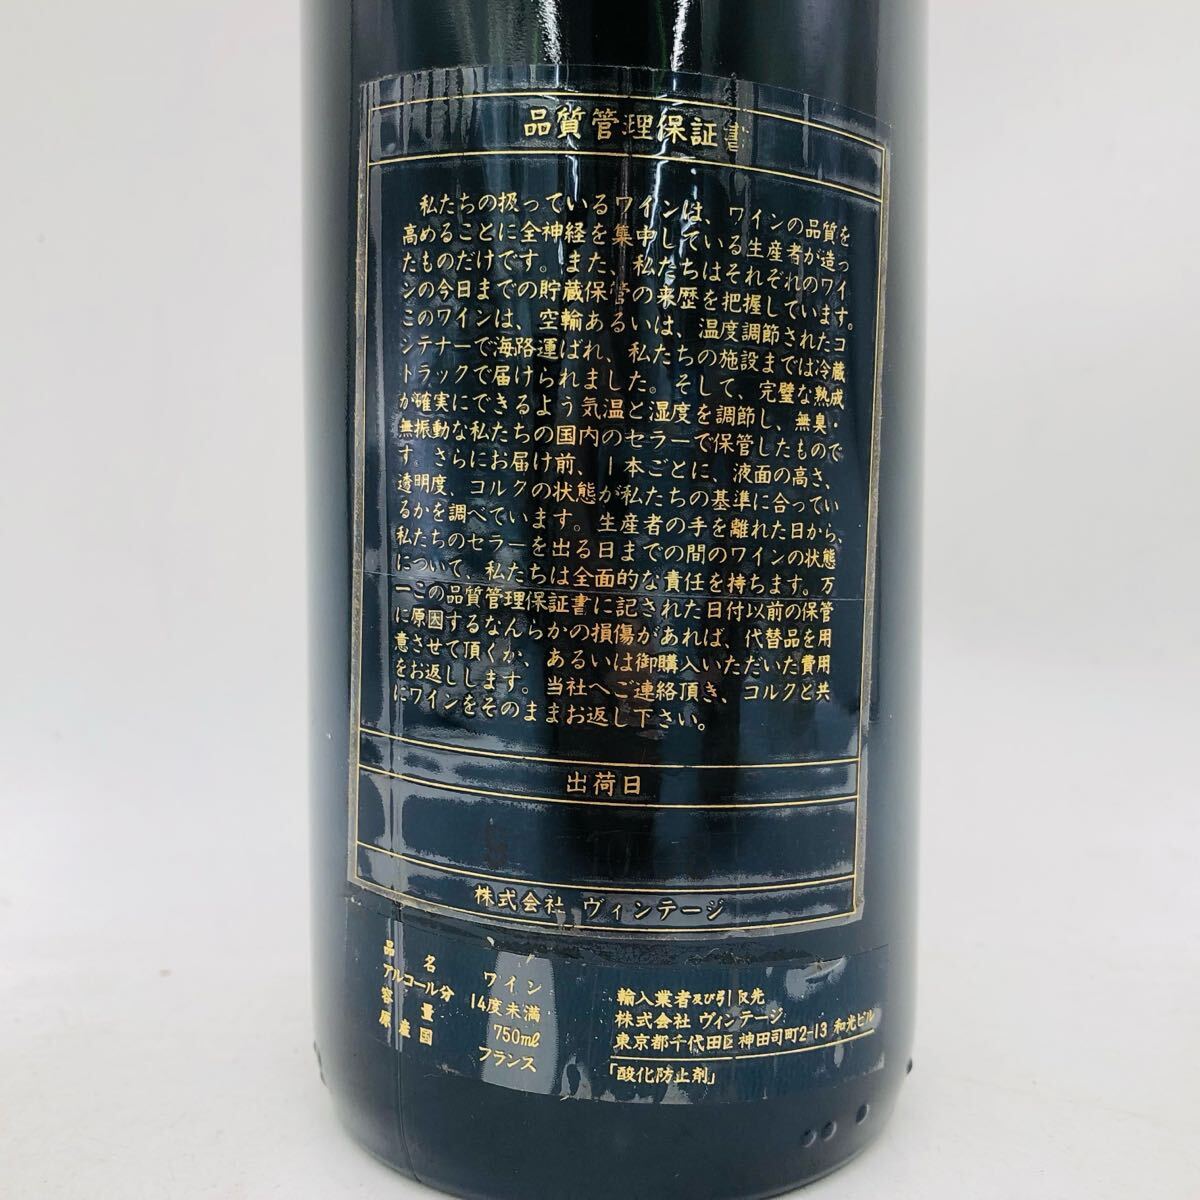 品質管理保証書
私たちの扱っているワインは、ワインの品質を
高めることに全神経を集中している生産者が造っ
たものだけです。また、私たちはそれぞれのワイ
ンの今日までの貯蔵保管の来歴を把握しています。
このワインは、空輸あるいは、温度調節されたコ
ンテナーで海路運ばれ、私たちの施設までは冷蔵
トラックで届けられました。そして、完璧な熟成
が確実にできるよう気温と湿度を調節し、無臭・
無振動な私たちの国内のセラーで保管したもので
す。さらにお届け前、1本ごとに、液面の高さ、
透明度、コルクの状態が私たちの基準に合ってい
るかを調べています。生産者の手を離れた日から、
私たちのセラーを出る日までの間のワインの状態
について、私たちは全面的な責任を持ちます。万
一この品質管理保証書に記された日付以前の保管
に原因するなんらかの損傷があれば、代替品を用
意させて頂くか、あるいは御購入いただいた費用
をお返しします。当社へご連絡頂き、コルクと共
にワインをそのままお返し下さい。
出荷日
株式会社 ヴィンテージ
品名 ワイン
アルコール分 14度未満
容量 750ml
原産国 フランス
輸入業者及び引取先
株式会社 ヴィンテージ
東京都千代田区神田司町2-13 和光ビル
「酸化防止剤」